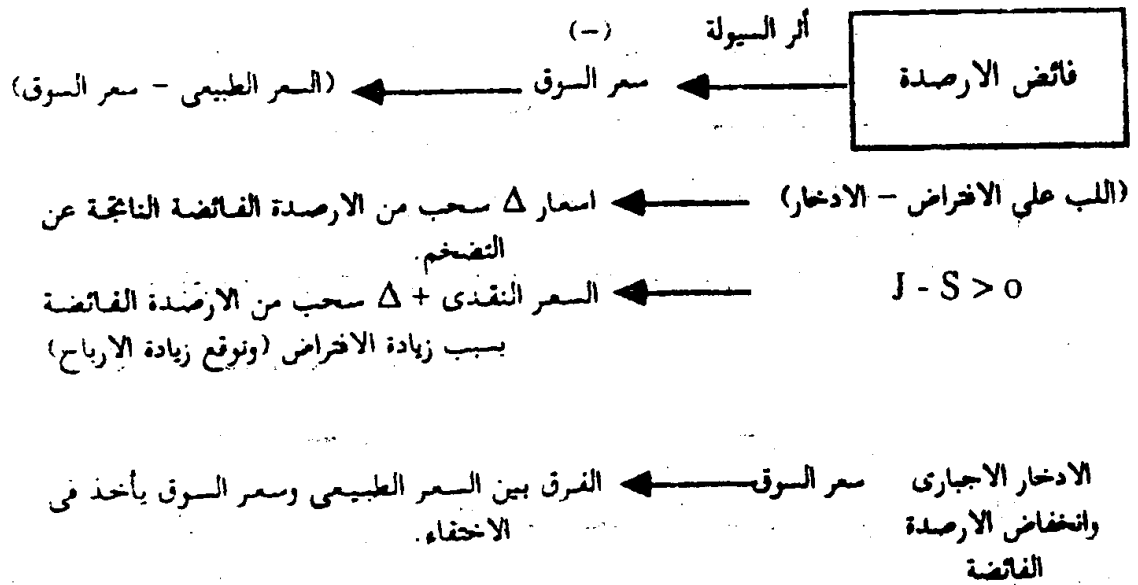 أثر السيولة (-)
فائض الارصدة سعر السوق (السعر الطبيعى - سعر السوق)
(اللب على الاقتراض - الادخار) اسعار Δ سحب من الارصدة الفائضة الناتجة عن
التضخم.
J - S > o السعر النقدى + Δ سحب من الارصدة الفائضة
بسبب زيادة الاقتراض (وتوقع زيادة الارباح)
الادخار الاجبارى سعر السوق الفرق بين السعر الطبيعى وسعر السوق يأخذ فى
وانخفاض الارصدة الاختفاء.
الفائضة